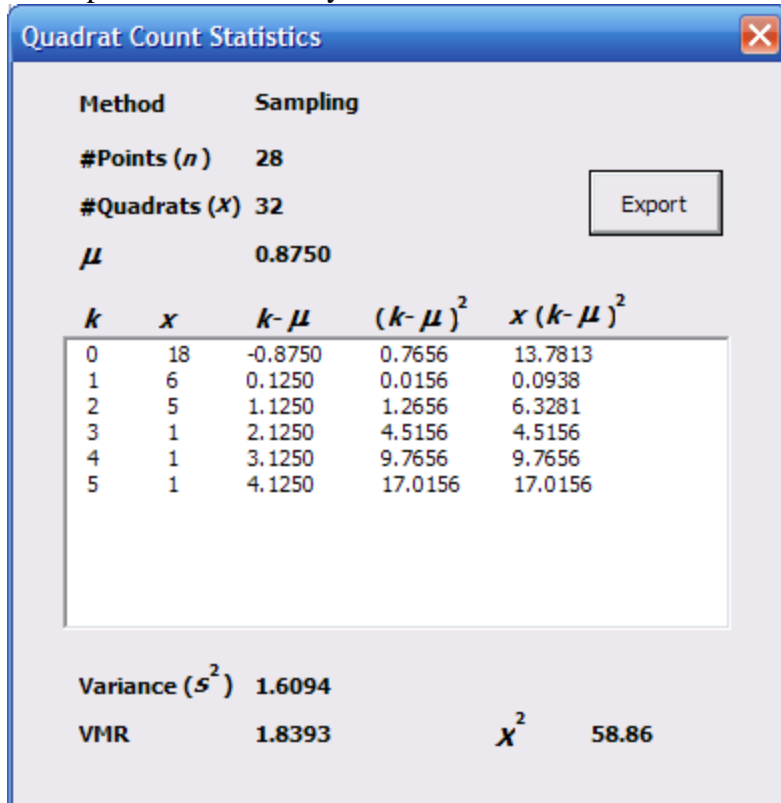 Quadrat Count Statistics
Method Sampling
#Points (n) 28
#Quadrats (x) 32
Export
μ 0.8750
k x k-μ (k-μ)² x(k-μ)²
0 18 -0.8750 0.7656 13.7813
1 6 0.1250 0.0156 0.0938
2 5 1.1250 1.2656 6.3281
3 1 2.1250 4.5156 4.5156
4 1 3.1250 9.7656 9.7656
5 1 4.1250 17.0156 17.0156
Variance (s²) 1.6094
VMR 1.8393 x² 58.86